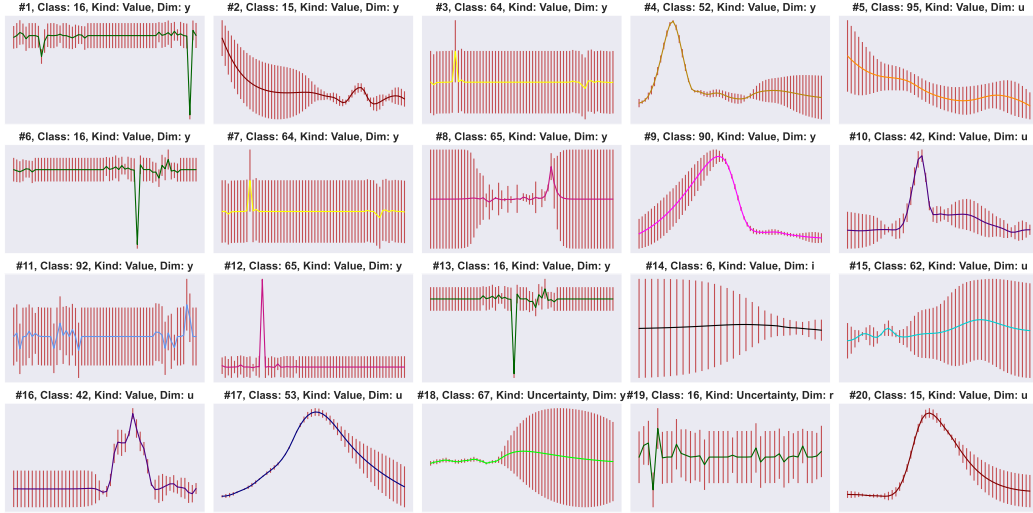 #1, Class: 16, Kind: Value, Dim: y
#2, Class: 15, Kind: Value, Dim: y
#3, Class: 64, Kind: Value, Dim: y
#4, Class: 52, Kind: Value, Dim: y
#5, Class: 95, Kind: Value, Dim: u
#6, Class: 16, Kind: Value, Dim: y
#7, Class: 64, Kind: Value, Dim: y
#8, Class: 65, Kind: Value, Dim: y
#9, Class: 90, Kind: Value, Dim: y
#10, Class: 42, Kind: Value, Dim: u
#11, Class: 92, Kind: Value, Dim: y
#12, Class: 65, Kind: Value, Dim: y
#13, Class: 16, Kind: Value, Dim: y
#14, Class: 6, Kind: Value, Dim: i
#15, Class: 62, Kind: Value, Dim: u
#16, Class: 42, Kind: Value, Dim: u
#17, Class: 53, Kind: Value, Dim: u
#18, Class: 67, Kind: Uncertainty, Dim: y
#19, Class: 16, Kind: Uncertainty, Dim: r
#20, Class: 15, Kind: Value, Dim: u